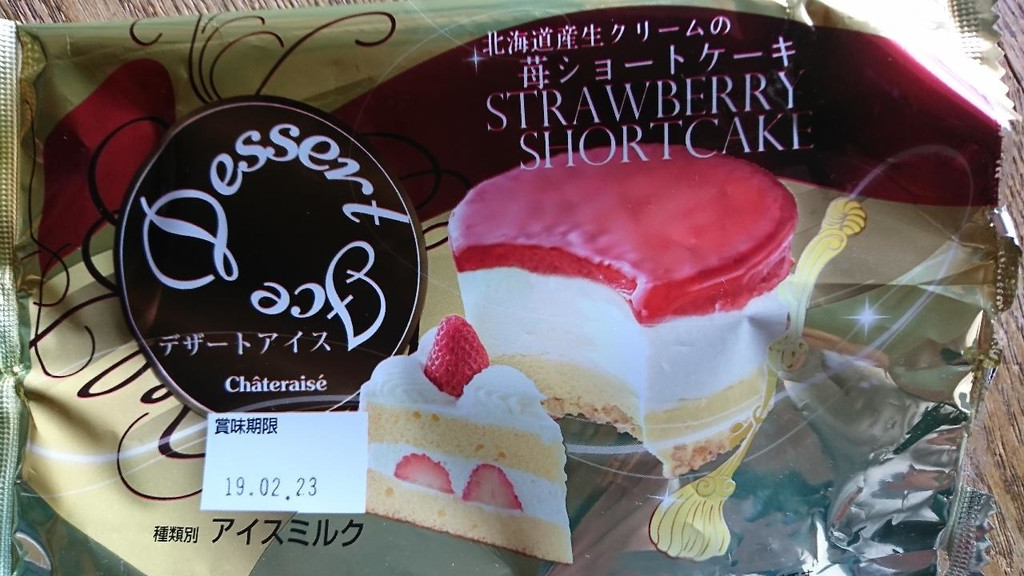 北海道産生クリームの
苺ショートケーキ
STRAWBERRY
SHORTCAKE
Dessert
Ice
デザートアイス
Châteraisé
賞味期限
19.02.23
種類別 アイスミルク